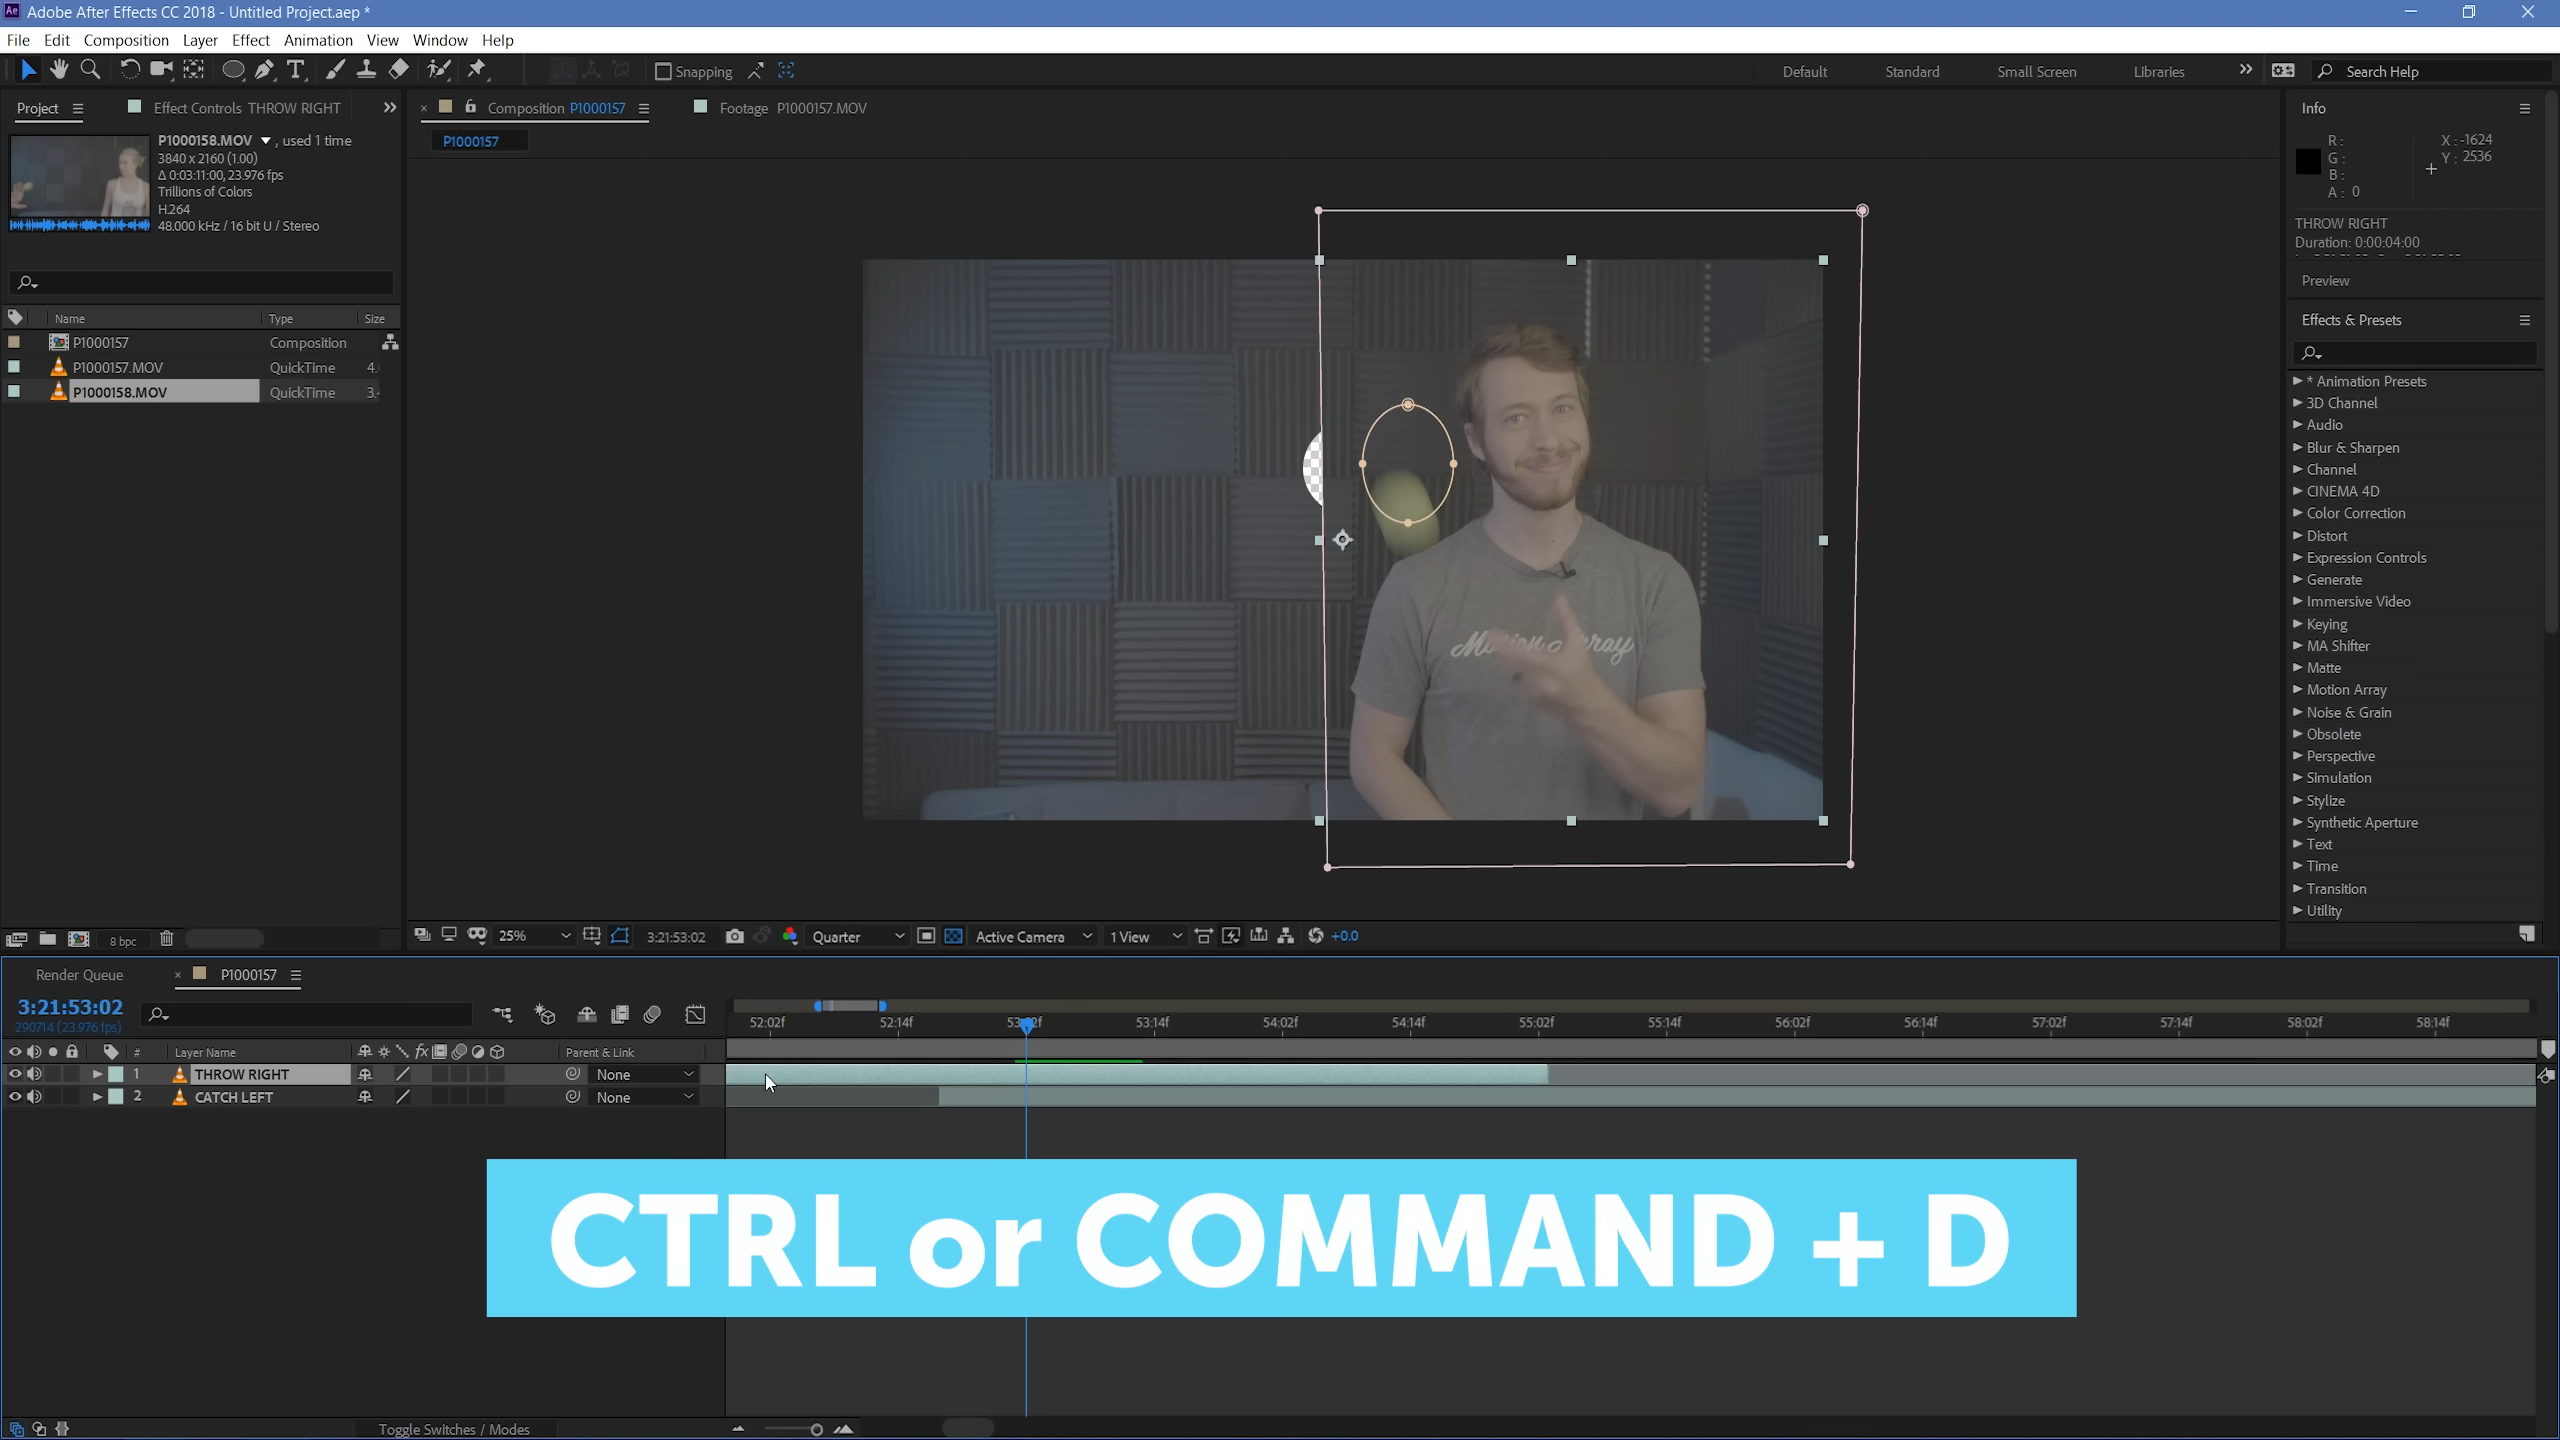 Adobe After Effects CC 2018 - Untitled Project.aep *
File Edit Composition Layer Effect Animation View Window Help
Snapping
Default Standard Small Screen Libraries
Search Help
Project
Effect Controls THROW RIGHT
Composition P1000157
Footage P1000157.MOV
P1000157
P1000158.MOV , used 1 time
3840 x 2160 (1.00)
Δ 0:03:11:00, 23.976 fps
Trillions of Colors
H.264
48.000 kHz / 16 bit U / Stereo
Name Type Size
P1000157 Composition
P1000157.MOV QuickTime 4.
P1000158.MOV QuickTime 3.
8 bpc
Info
R :
G :
B :
A : 0
X : -1624
Y : 2536
THROW RIGHT
Duration: 0:00:04:00
Preview
Effects & Presets
* Animation Presets
3D Channel
Audio
Blur & Sharpen
Channel
CINEMA 4D
Color Correction
Distort
Expression Controls
Generate
Immersive Video
Keying
MA Shifter
Matte
Motion Array
Noise & Grain
Obsolete
Perspective
Simulation
Stylize
Synthetic Aperture
Text
Time
Transition
Utility
25% 3:21:53:02 Quarter Active Camera 1 View +0.0
Render Queue P1000157
3:21:53:02
290714 (23.976 fps)
52:02f 52:14f 53:02f 53:14f 54:02f 54:14f 55:02f 55:14f 56:02f 56:14f 57:02f 57:14f 58:02f 58:14f
# Layer Name Parent & Link
1 THROW RIGHT None
2 CATCH LEFT None
CTRL or COMMAND + D
Toggle Switches / Modes